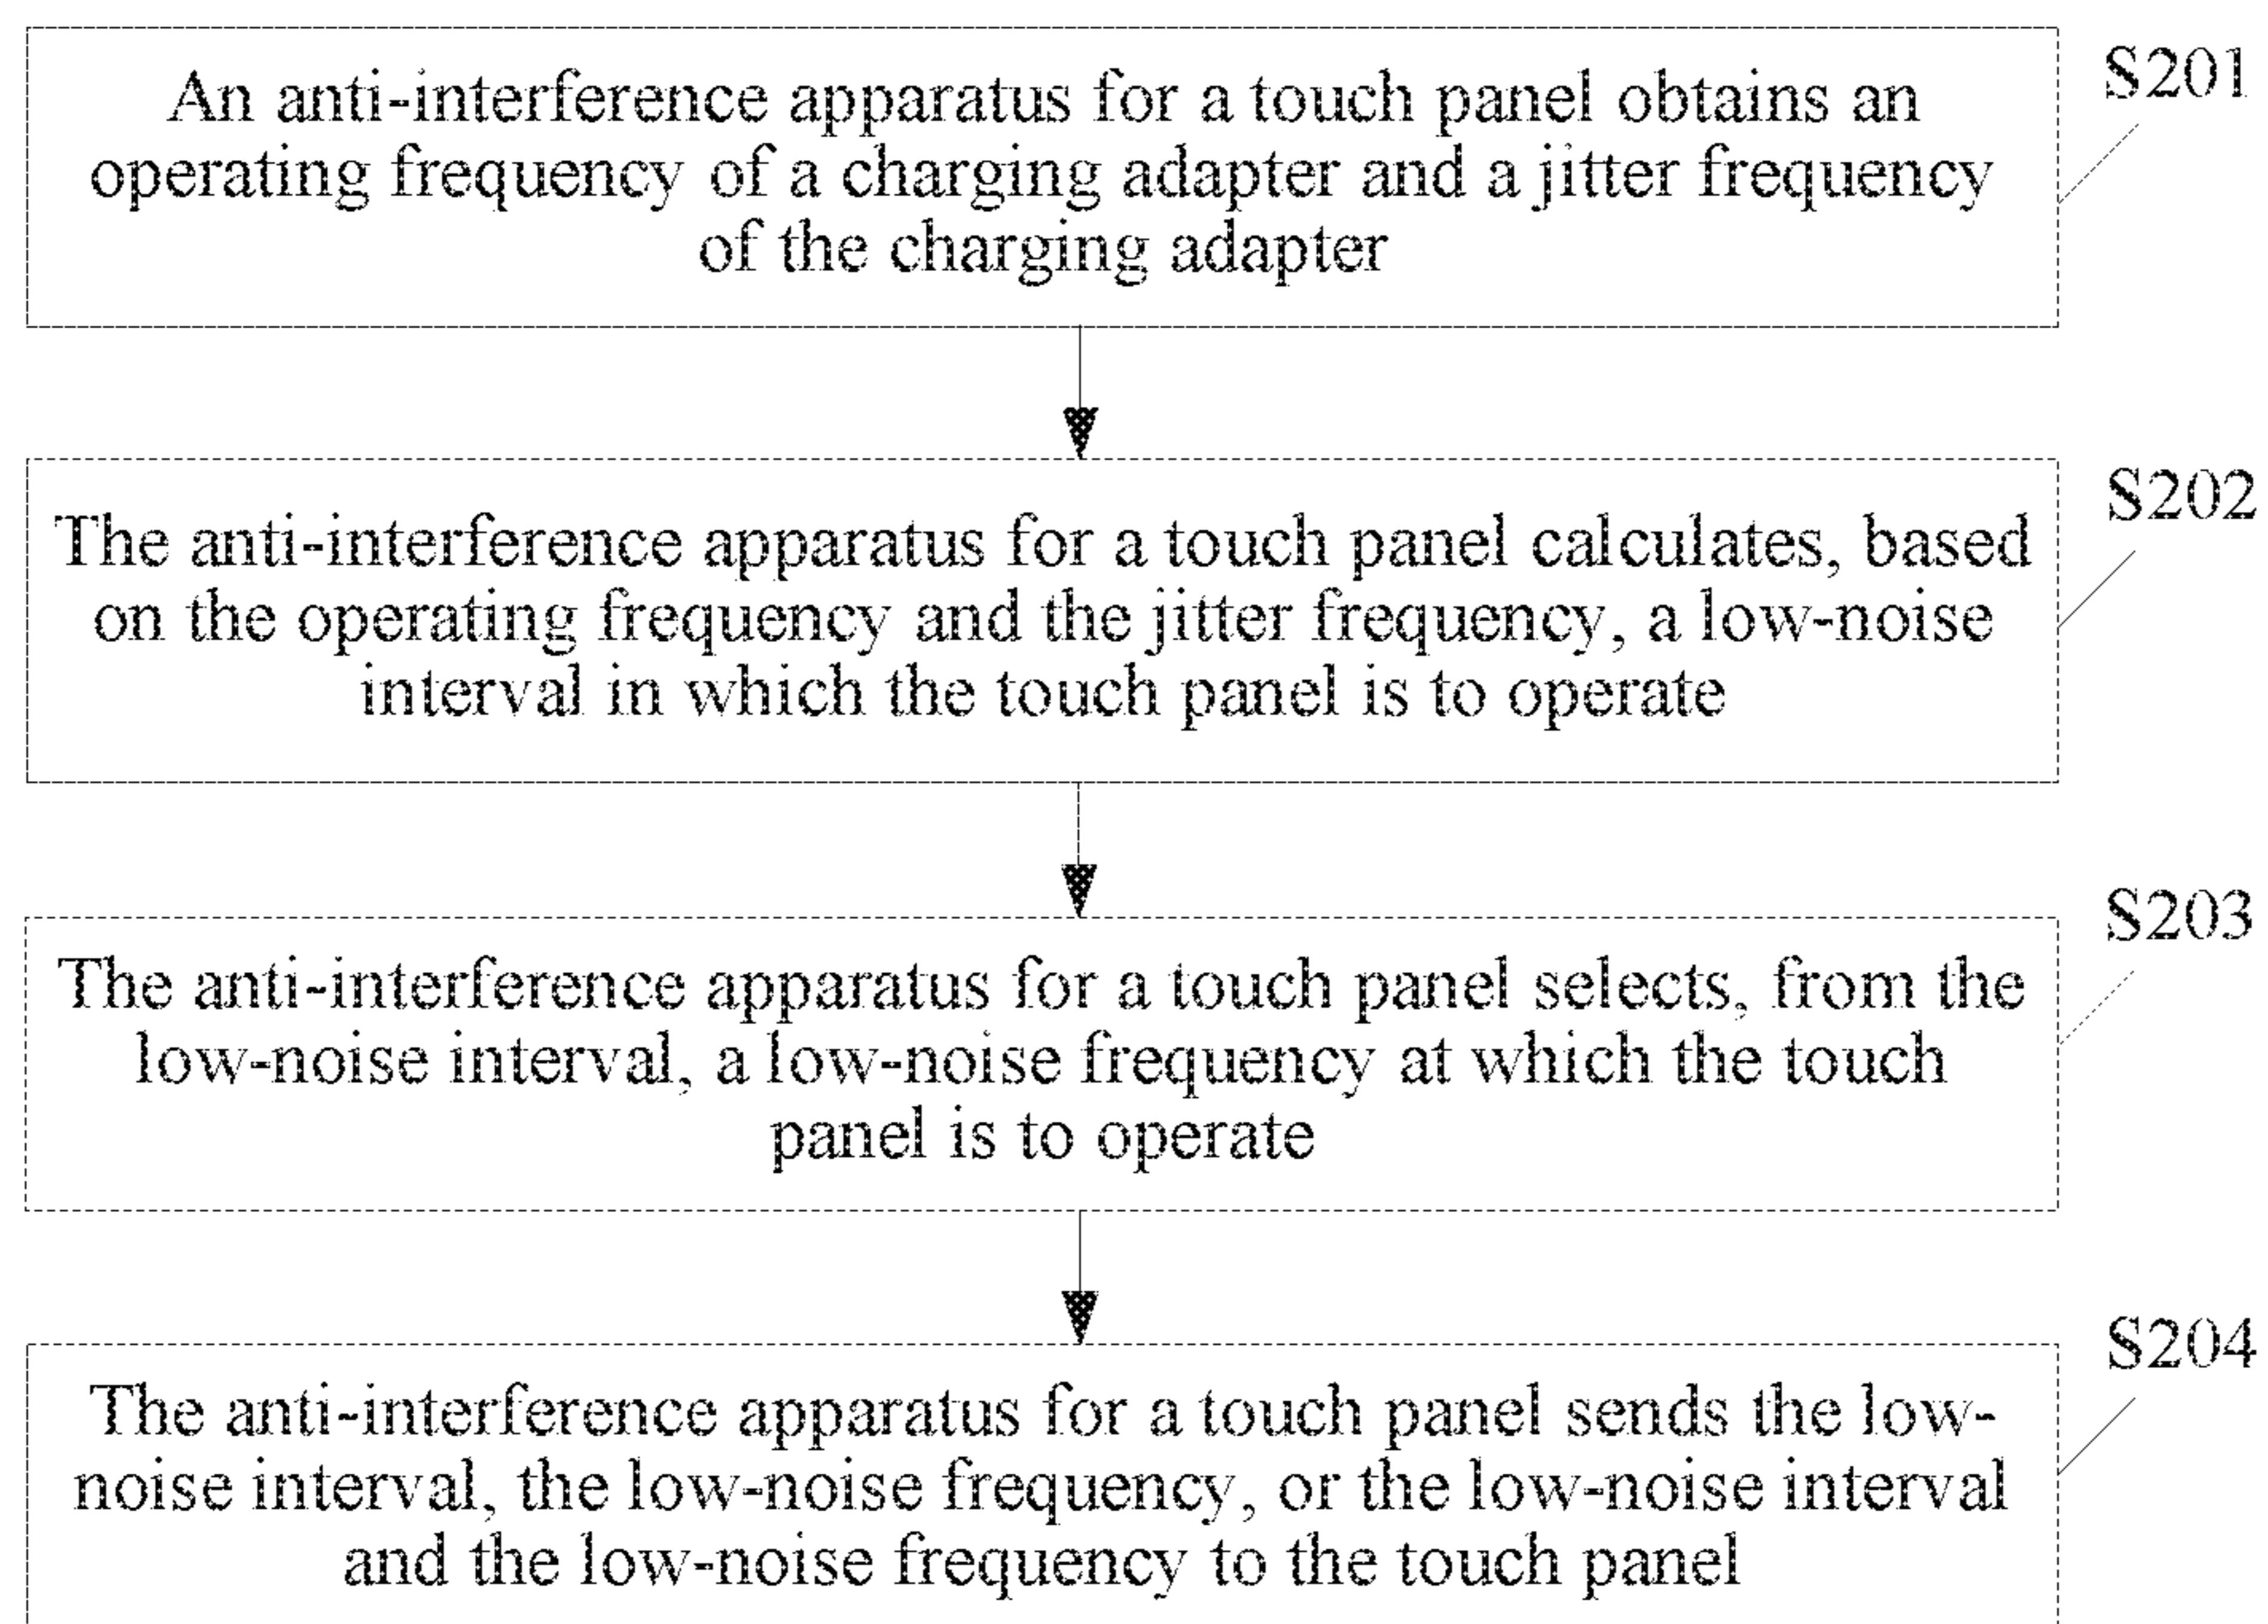 An anti-interference apparatus for a touch panel obtains an
operating frequency of a charging adapter and a jitter frequency
of the charging adapter
S201
The anti-interference apparatus for a touch panel calculates, based
on the operating frequency and the jitter frequency, a low-noise
interval in which the touch panel is to operate
S202
The anti-interference apparatus for a touch panel selects, from the
low-noise interval, a low-noise frequency at which the touch
panel is to operate
S203
The anti-interference apparatus for a touch panel sends the low-
noise interval, the low-noise frequency, or the low-noise interval
and the low-noise frequency to the touch panel
S204